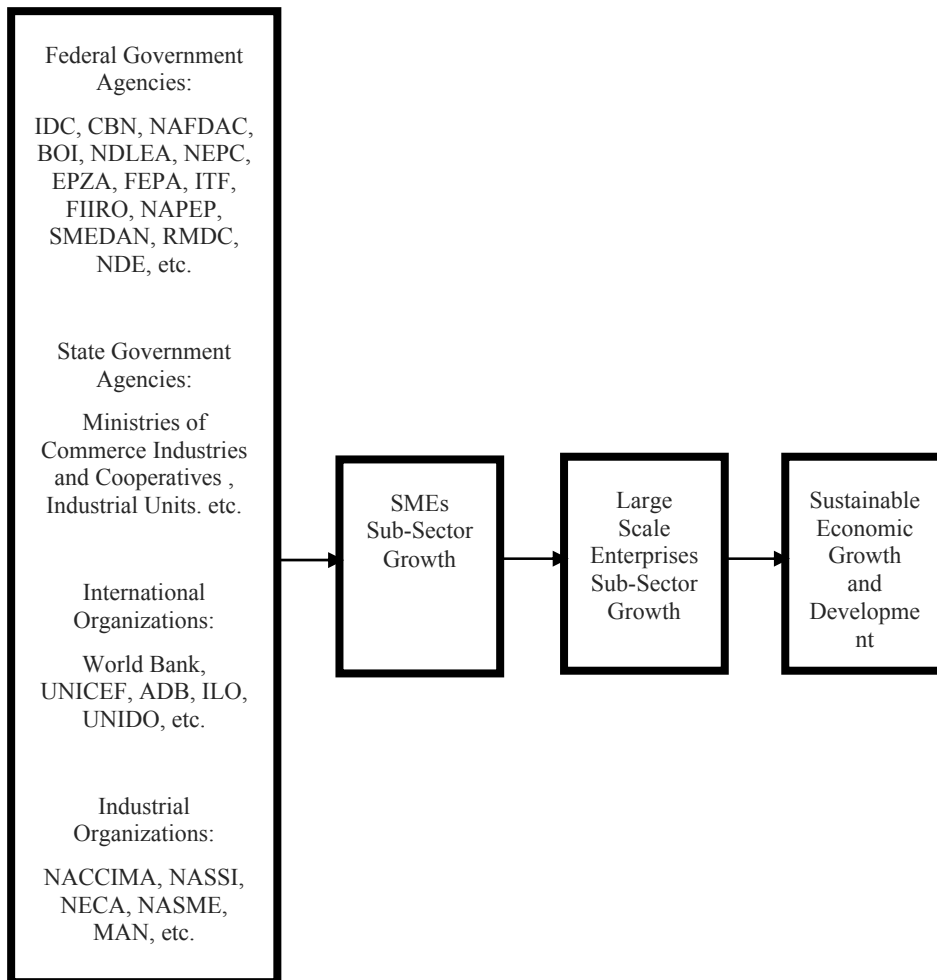 Federal Government
Agencies:
IDC, CBN, NAFDAC,
BOI, NDLEA, NEPC,
EPZA, FEPA, ITF,
FIIRO, NAPEP,
SMEDAN, RMDC,
NDE, etc.
State Government
Agencies:
Ministries of
Commerce Industries
and Cooperatives ,
Industrial Units. etc.
International
Organizations:
World Bank,
UNICEF, ADB, ILO,
UNIDO, etc.
Industrial
Organizations:
NACCIMA, NASSI,
NECA, NASME,
MAN, etc.
SMEs
Sub-Sector
Growth
Large
Scale
Enterprises
Sub-Sector
Growth
Sustainable
Economic
Growth
and
Developme
nt